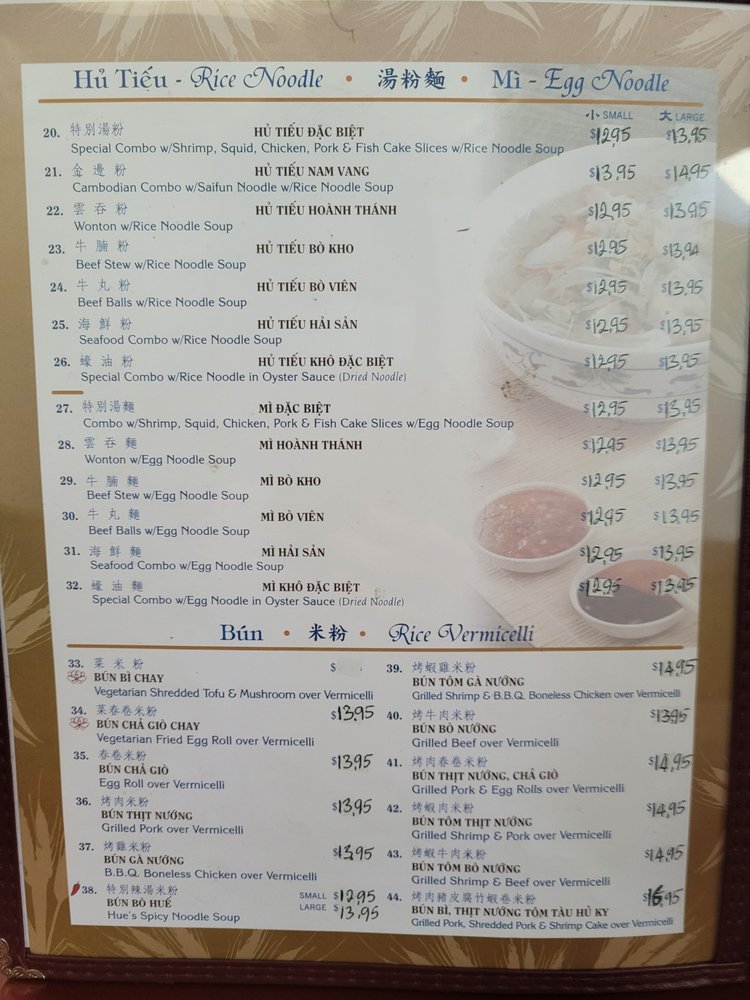 Hủ Tiếu - Rice Noodle • 湯粉麵 • Mì - Egg Noodle
小 SMALL 大 LARGE
20. 特別湯粉 HỦ TIẾU ĐẶC BIỆT $12.95 $13.95
Special Combo w/Shrimp, Squid, Chicken, Pork & Fish Cake Slices w/Rice Noodle Soup
21. 金邊粉 HỦ TIẾU NAM VANG $13.95 $14.95
Cambodian Combo w/Saifun Noodle w/Rice Noodle Soup
22. 雲吞粉 HỦ TIẾU HOÀNH THÁNH $12.95 $13.95
Wonton w/Rice Noodle Soup
23. 牛腩粉 HỦ TIẾU BÒ KHO $12.95 $13.94
Beef Stew w/Rice Noodle Soup
24. 牛丸粉 HỦ TIẾU BÒ VIÊN $12.95 $13.95
Beef Balls w/Rice Noodle Soup
25. 海鮮粉 HỦ TIẾU HẢI SẢN $12.95 $13.95
Seafood Combo w/Rice Noodle Soup
26. 蠔油粉 HỦ TIẾU KHÔ ĐẶC BIỆT $12.95 $13.95
Special Combo w/Rice Noodle in Oyster Sauce (Dried Noodle)
27. 特別湯麵 MÌ ĐẶC BIỆT $12.95 $13.95
Combo w/Shrimp, Squid, Chicken, Pork & Fish Cake Slices w/Egg Noodle Soup
28. 雲吞麵 MÌ HOÀNH THÁNH $12.95 $13.95
Wonton w/Egg Noodle Soup
29. 牛腩麵 MÌ BÒ KHO $12.95 $13.95
Beef Stew w/Egg Noodle Soup
30. 牛丸麵 MÌ BÒ VIÊN $12.95 $13.95
Beef Balls w/Egg Noodle Soup
31. 海鮮麵 MÌ HẢI SẢN $12.95 $13.95
Seafood Combo w/Egg Noodle Soup
32. 蠔油麵 MÌ KHÔ ĐẶC BIỆT $12.95 $13.95
Special Combo w/Egg Noodle in Oyster Sauce (Dried Noodle)
Bún • 米粉 • Rice Vermicelli
33. 菜米粉 $
BÚN BÌ CHAY
Vegetarian Shredded Tofu & Mushroom over Vermicelli
34. 菜春卷米粉 $13.95
BÚN CHẢ GIÒ CHAY
Vegetarian Fried Egg Roll over Vermicelli
35. 春卷米粉 $13.95
BÚN CHẢ GIÒ
Egg Roll over Vermicelli
36. 烤肉米粉 $13.95
BÚN THỊT NƯỚNG
Grilled Pork over Vermicelli
37. 烤雞米粉 $13.95
BÚN GÀ NƯỚNG
B.B.Q. Boneless Chicken over Vermicelli
38. 特別辣湯米粉 SMALL $12.95
BÚN BÒ HUẾ LARGE $13.95
Hue's Spicy Noodle Soup
39. 烤蝦雞米粉 $14.95
BÚN TÔM GÀ NƯỚNG
Grilled Shrimp & B.B.Q. Boneless Chicken over Vermicelli
40. 烤牛肉米粉 $13.95
BÚN BÒ NƯỚNG
Grilled Beef over Vermicelli
41. 烤肉春卷米粉 $14.95
BÚN THỊT NƯỚNG, CHẢ GIÒ
Grilled Pork & Egg Rolls over Vermicelli
42. 烤蝦肉米粉 $14.95
BÚN TÔM THỊT NƯỚNG
Grilled Shrimp & Pork over Vermicelli
43. 烤蝦牛肉米粉 $14.95
BÚN TÔM BÒ NƯỚNG
Grilled Shrimp & Beef over Vermicelli
44. 烤肉豬皮腐竹蝦卷米粉 $16.95
BÚN BÌ, THỊT NƯỚNG TÔM TÀU HỦ KY
Grilled Pork, Shredded Pork & Shrimp Cake over Vermicelli